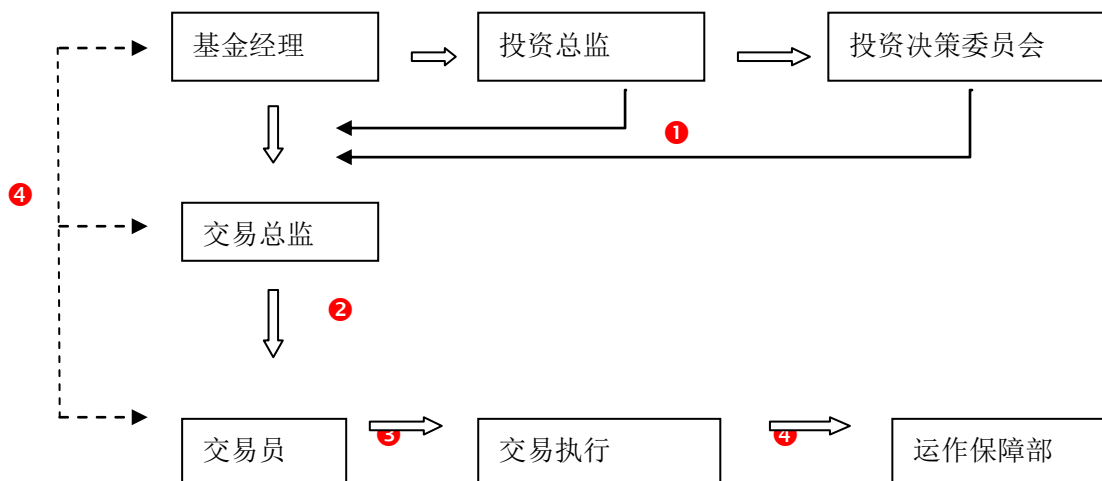 基金经理
投资总监
投资决策委员会
❶
❹
交易总监
❷
交易员
❸
交易执行
❹
运作保障部